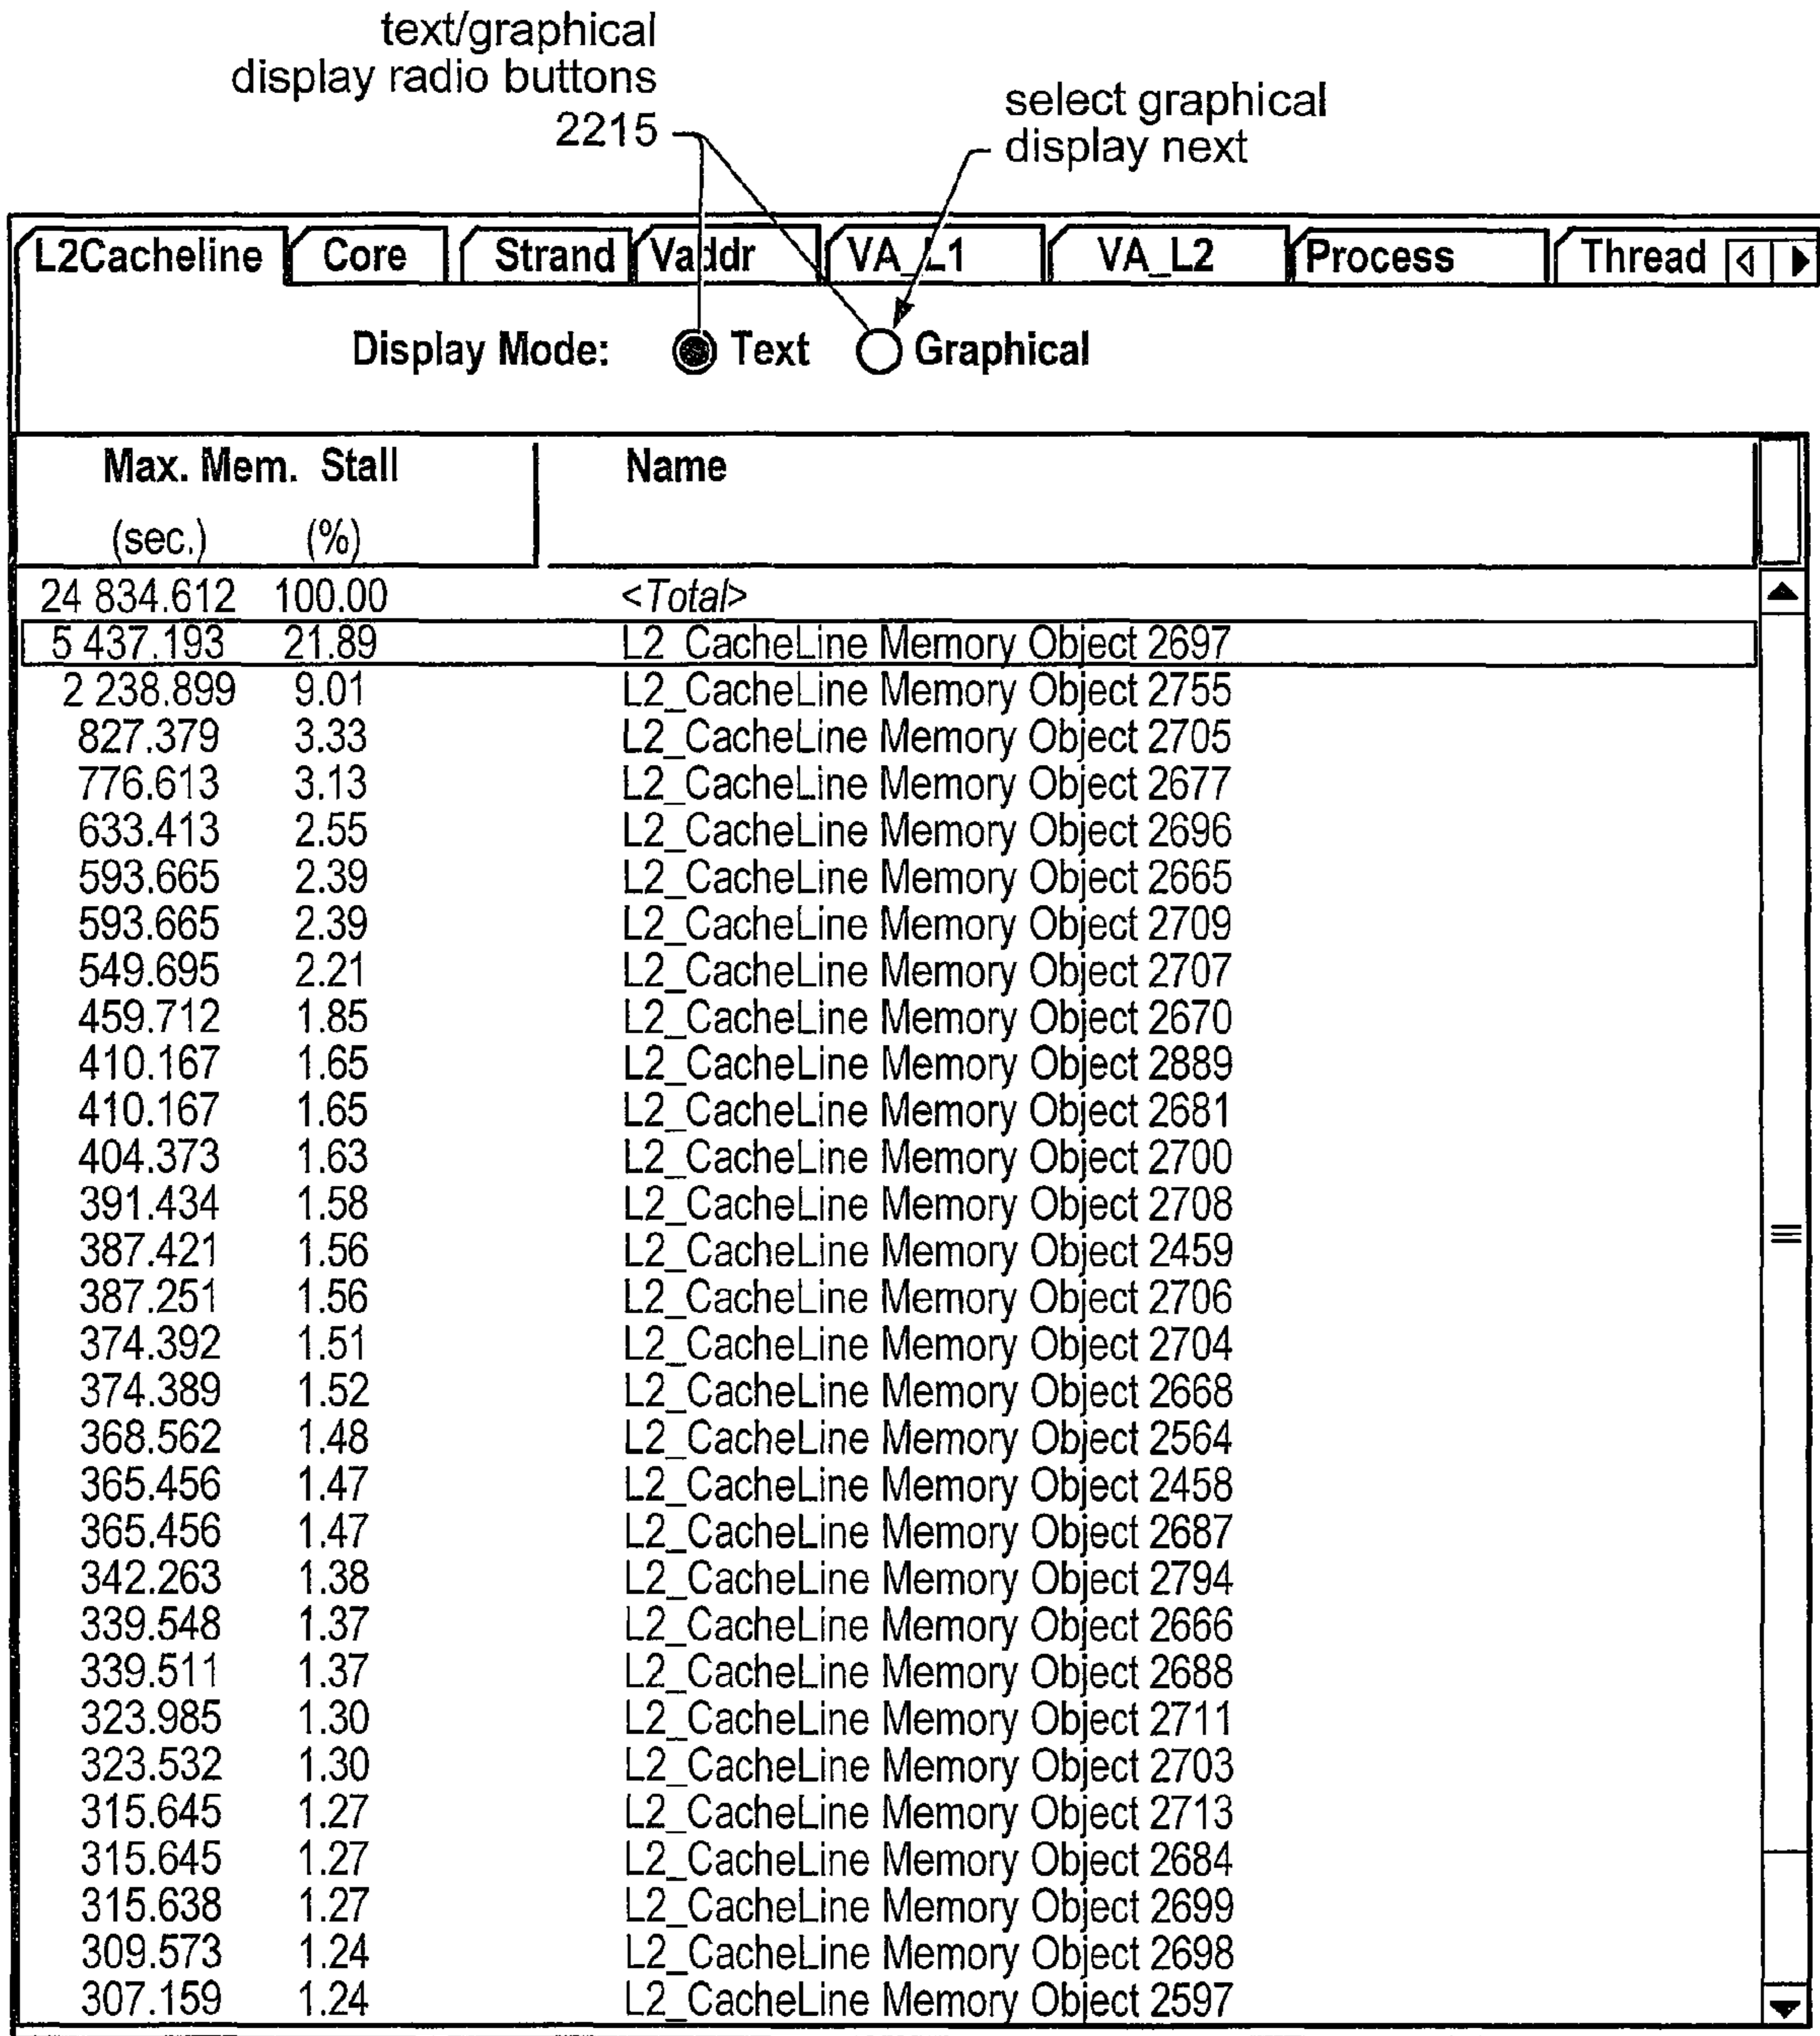 text/graphical
display radio buttons
2215
select graphical
display next
L2Cacheline Core Strand Vaddr VA_L1 VA_L2 Process Thread
Display Mode: Text Graphical
Max. Mem. Stall Name
(sec.) (%)
24 834.612 100.00 <Total>
5 437.193 21.89 L2_CacheLine Memory Object 2697
2 238.899 9.01 L2_CacheLine Memory Object 2755
827.379 3.33 L2_CacheLine Memory Object 2705
776.613 3.13 L2_CacheLine Memory Object 2677
633.413 2.55 L2_CacheLine Memory Object 2696
593.665 2.39 L2_CacheLine Memory Object 2665
593.665 2.39 L2_CacheLine Memory Object 2709
549.695 2.21 L2_CacheLine Memory Object 2707
459.712 1.85 L2_CacheLine Memory Object 2670
410.167 1.65 L2_CacheLine Memory Object 2889
410.167 1.65 L2_CacheLine Memory Object 2681
404.373 1.63 L2_CacheLine Memory Object 2700
391.434 1.58 L2_CacheLine Memory Object 2708
387.421 1.56 L2_CacheLine Memory Object 2459
387.251 1.56 L2_CacheLine Memory Object 2706
374.392 1.51 L2_CacheLine Memory Object 2704
374.389 1.52 L2_CacheLine Memory Object 2668
368.562 1.48 L2_CacheLine Memory Object 2564
365.456 1.47 L2_CacheLine Memory Object 2458
365.456 1.47 L2_CacheLine Memory Object 2687
342.263 1.38 L2_CacheLine Memory Object 2794
339.548 1.37 L2_CacheLine Memory Object 2666
339.511 1.37 L2_CacheLine Memory Object 2688
323.985 1.30 L2_CacheLine Memory Object 2711
323.532 1.30 L2_CacheLine Memory Object 2703
315.645 1.27 L2_CacheLine Memory Object 2713
315.645 1.27 L2_CacheLine Memory Object 2684
315.638 1.27 L2_CacheLine Memory Object 2699
309.573 1.24 L2_CacheLine Memory Object 2698
307.159 1.24 L2_CacheLine Memory Object 2597